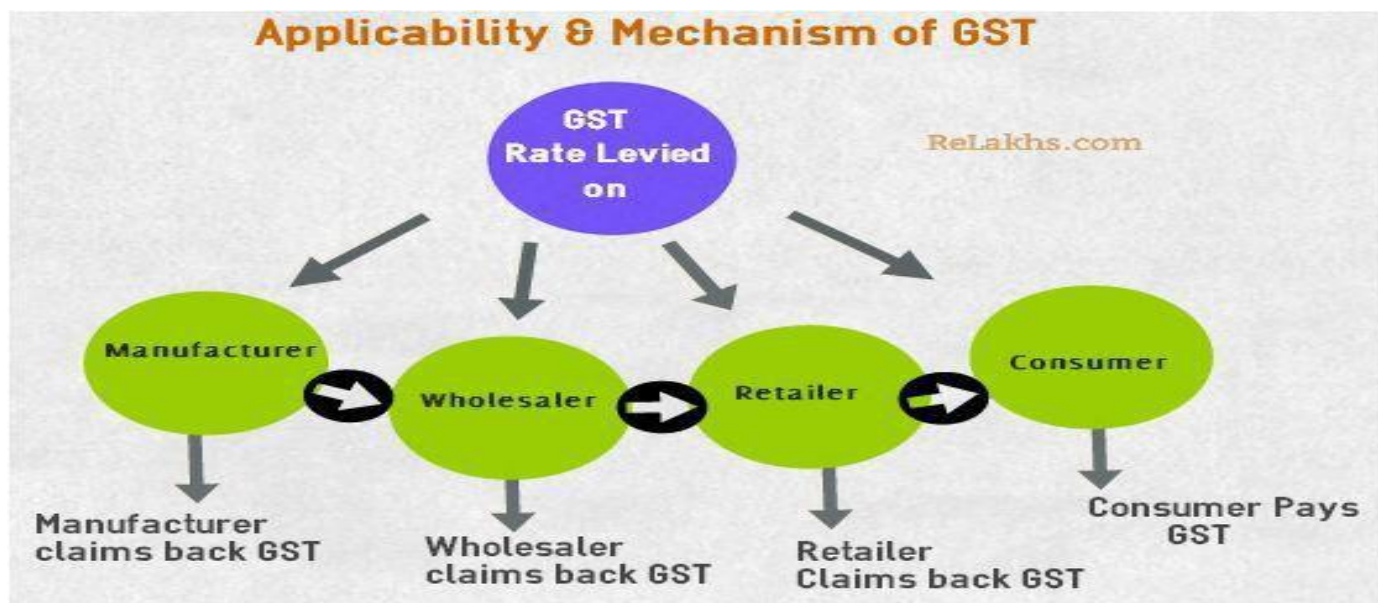 Applicability & Mechanism of GST
GST
Rate Levied
on
ReLakhs.com
Manufacturer
Wholesaler
Retailer
Consumer
Manufacturer
claims back GST
Wholesaler
claims back GST
Retailer
Claims back GST
Consumer Pays
GST